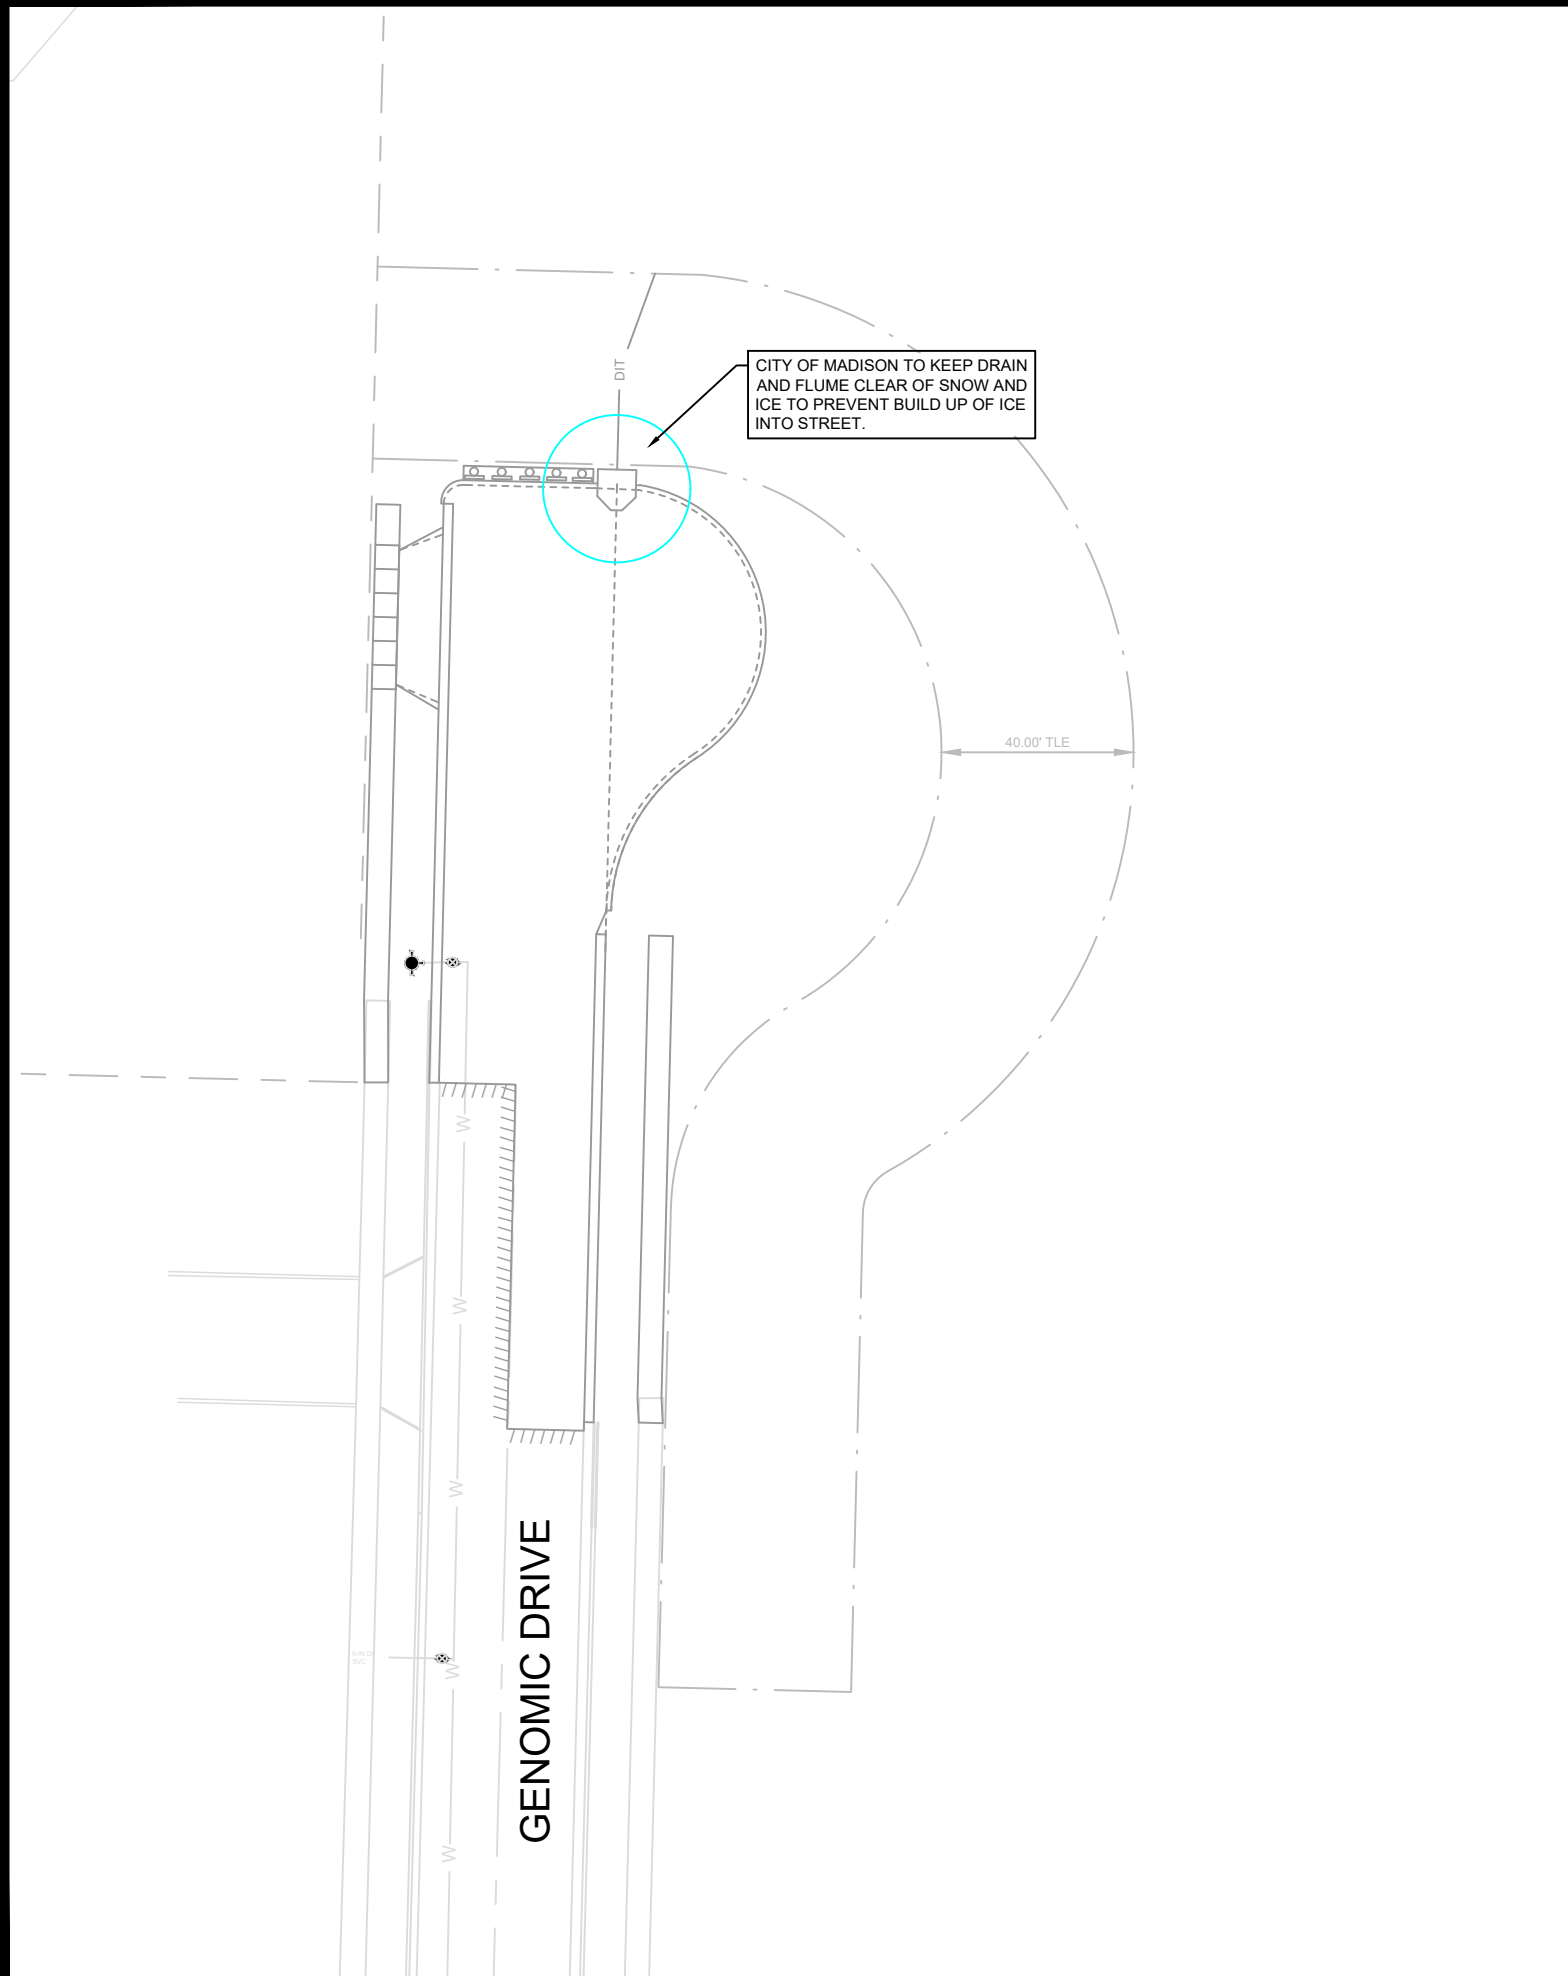 DIT
CITY OF MADISON TO KEEP DRAIN
AND FLUME CLEAR OF SNOW AND
ICE TO PREVENT BUILD UP OF ICE
INTO STREET.
40.00' TLE
W
W
W
GENOMIC DRIVE
W
W
SVC